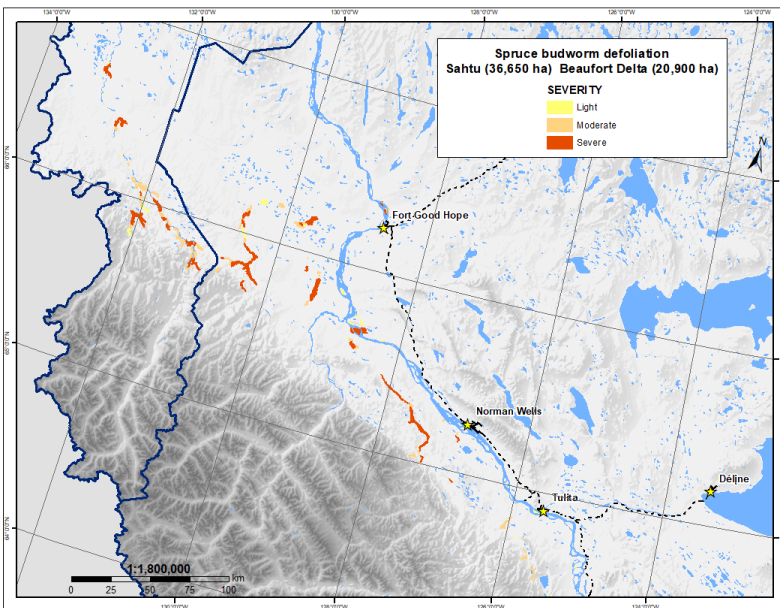 134°0'0"W
132°0'0"W
130°0'0"W
128°0'0"W
126°0'0"W
124°0'0"W
Spruce budworm defoliation
Sahtu (36,650 ha) Beaufort Delta (20,900 ha)
SEVERITY
Light
Moderate
Severe
N
66°0'0"N
Fort Good Hope
65°0'0"N
Norman Wells
Déljne
Tulita
64°0'0"N
1:1,800,000
0 25 50 75 100
km
130°0'0"W
128°0'0"W
126°0'0"W
124°0'0"W